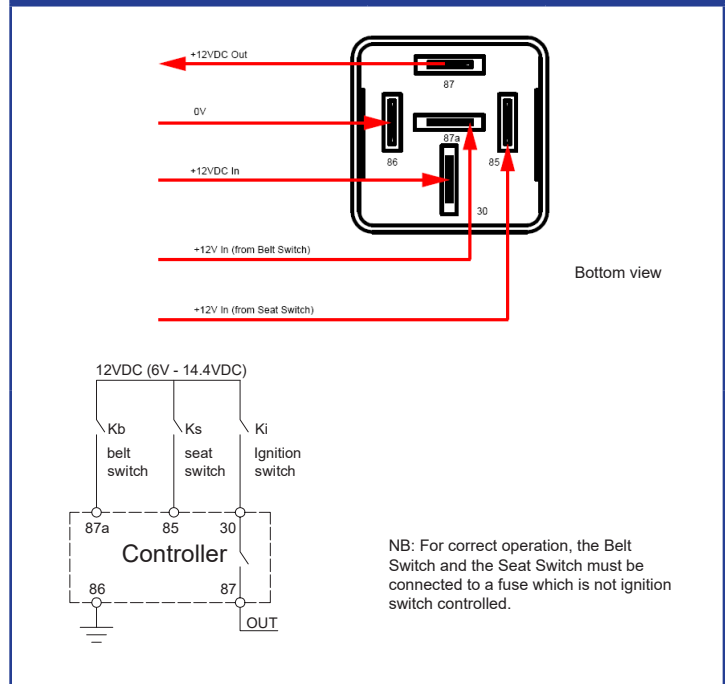 +12VDC Out
87
0V
87a
86
85
+12VDC In
30
+12V In (from Belt Switch)
Bottom view
+12V In (from Seat Switch)
12VDC (6V - 14.4VDC)
Kb
Ks
Ki
belt
switch
seat
switch
Ignition
switch
87a
85
30
Controller
86
87
OUT
NB: For correct operation, the Belt
Switch and the Seat Switch must be
connected to a fuse which is not ignition
switch controlled.